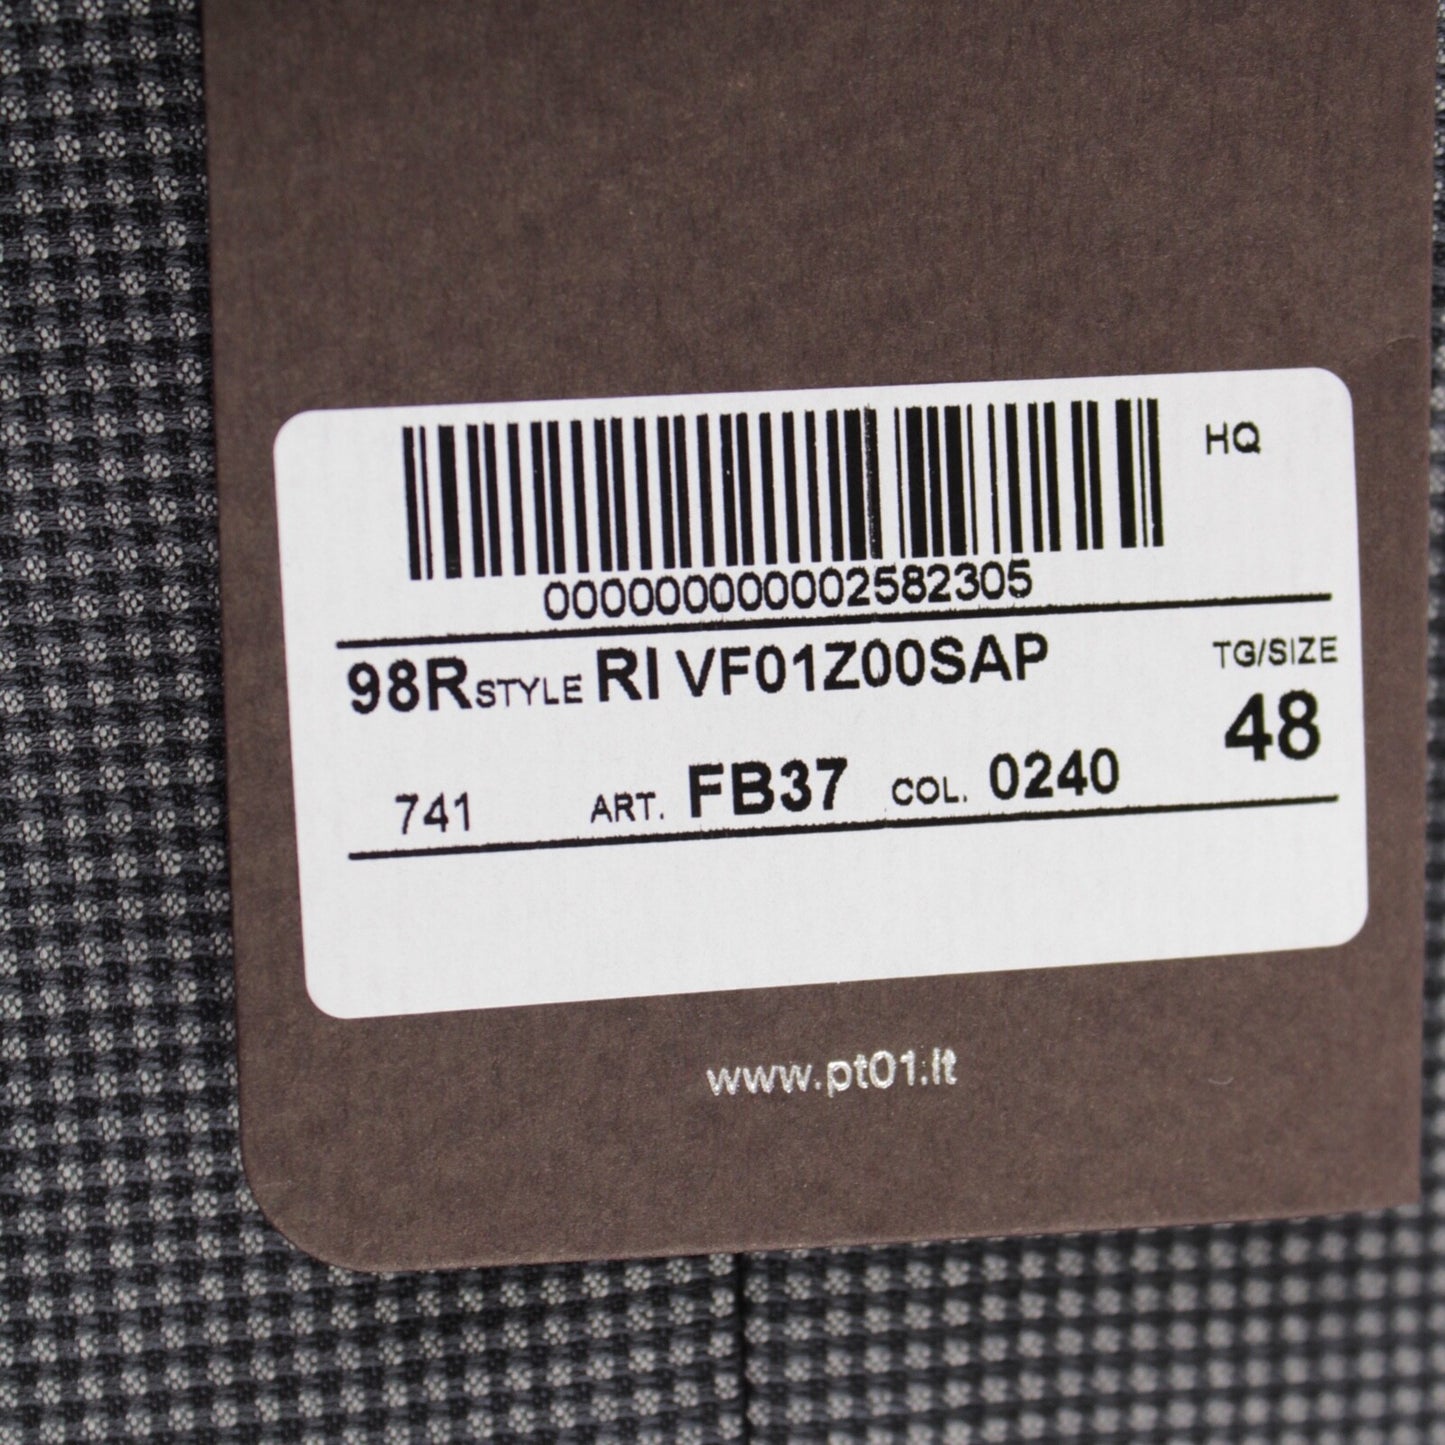 HQ
000000000002582305
98R STYLE RI VF01Z00SAP
TG/SIZE
48
741 ART. FB37 COL. 0240
www.pt01.it